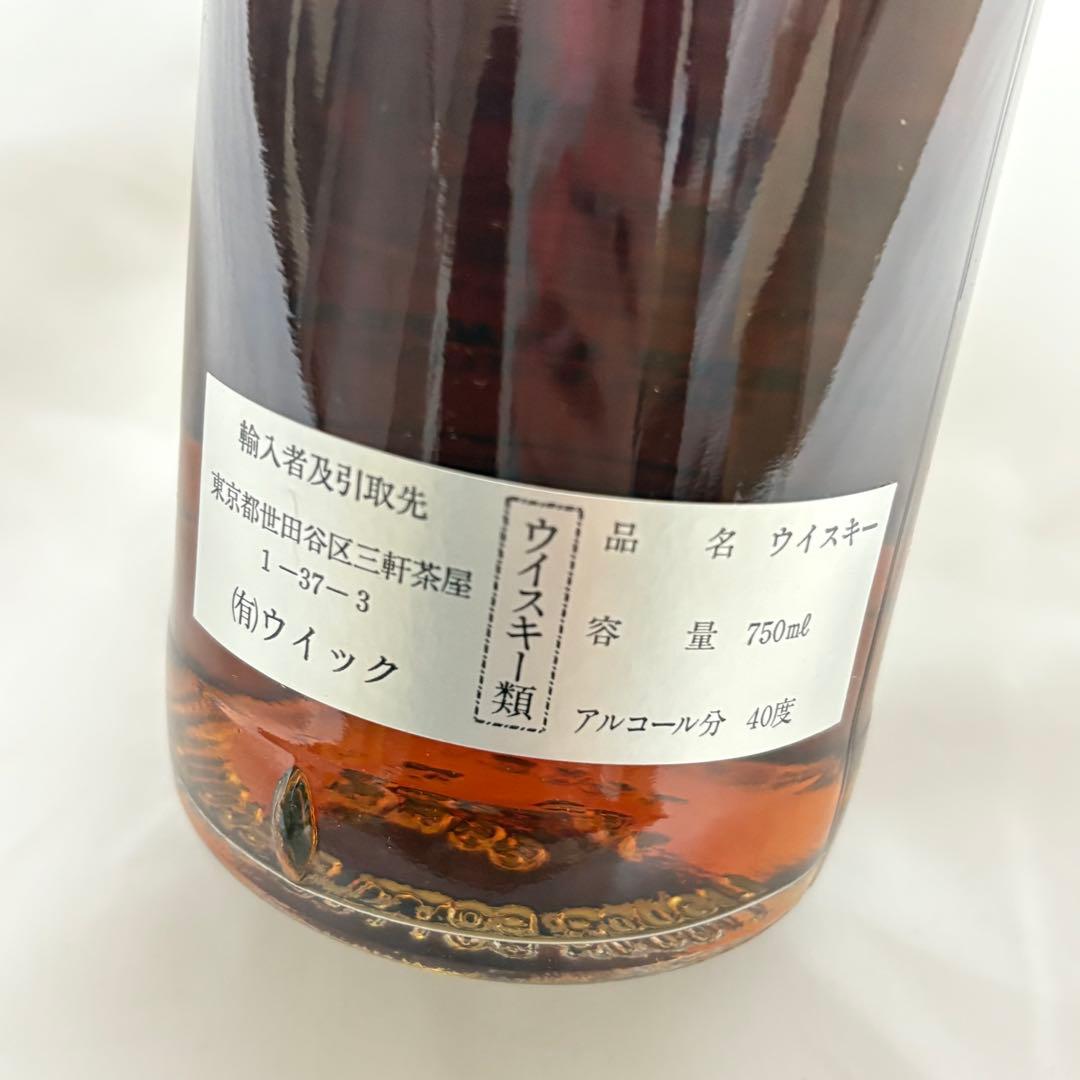 輸入者及引取先
東京都世田谷区三軒茶屋
1-37-3
㈲ウイック
ウイスキー類
品名 ウイスキー
容量 750mℓ
アルコール分 40度